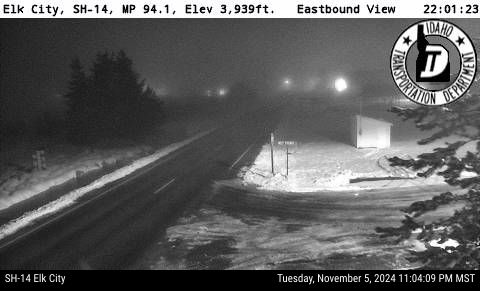 Elk City, SH-14, MP 94.1, Elev 3,939ft. Eastbound View 22:01:23
IDAHO
TRANSPORTATION DEPARTMENT
SH-14 Elk City
Tuesday, November 5, 2024 11:04:09 PM MST